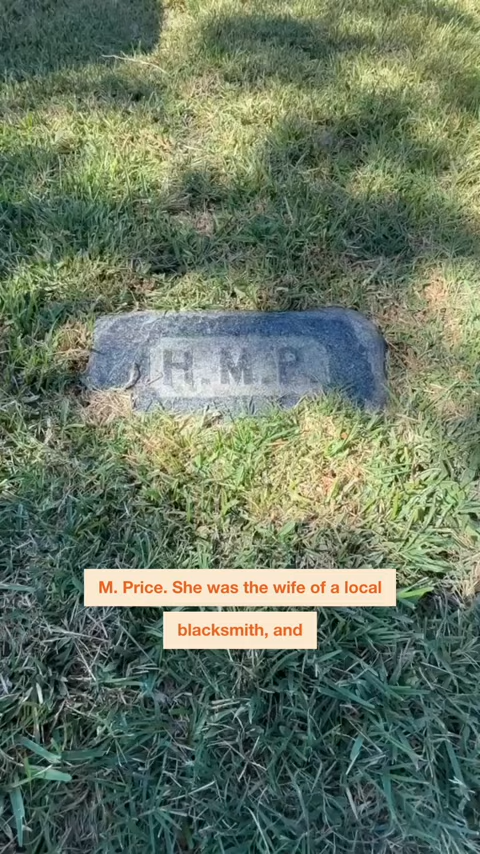 H.M.P.
M. Price. She was the wife of a local
blacksmith, and